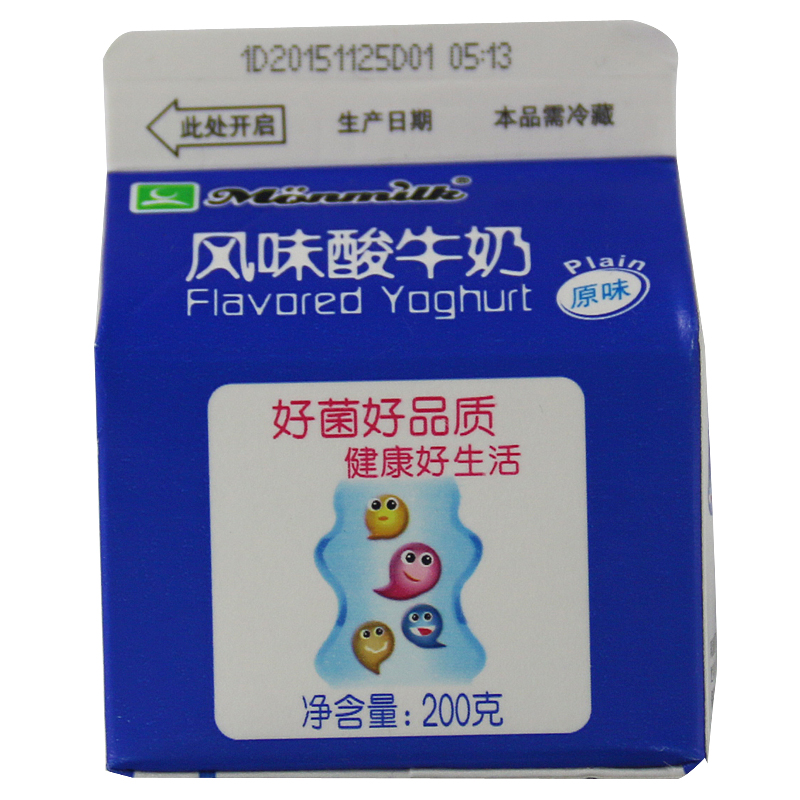 1D20151125D01 05:13
此处开启 生产日期 本品需冷藏
Mönmilk®
风味酸牛奶
Flavored Yoghurt
Plain
原味
好菌好品质
健康好生活
净含量：200克